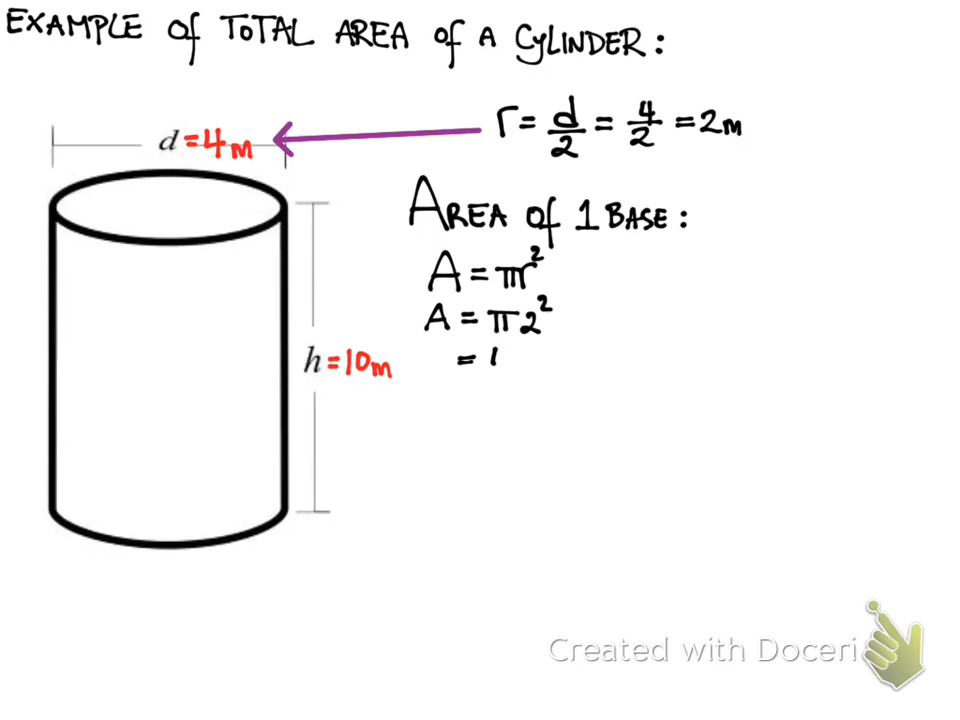 EXAMPLE of TOTAL AREA of A CYLINDER:
r = d/2 = 4/2 = 2m
d = 4m
AREA of 1 BASE:
A = πr²
A = π2²
= 1
h = 10m
Created with Doceri